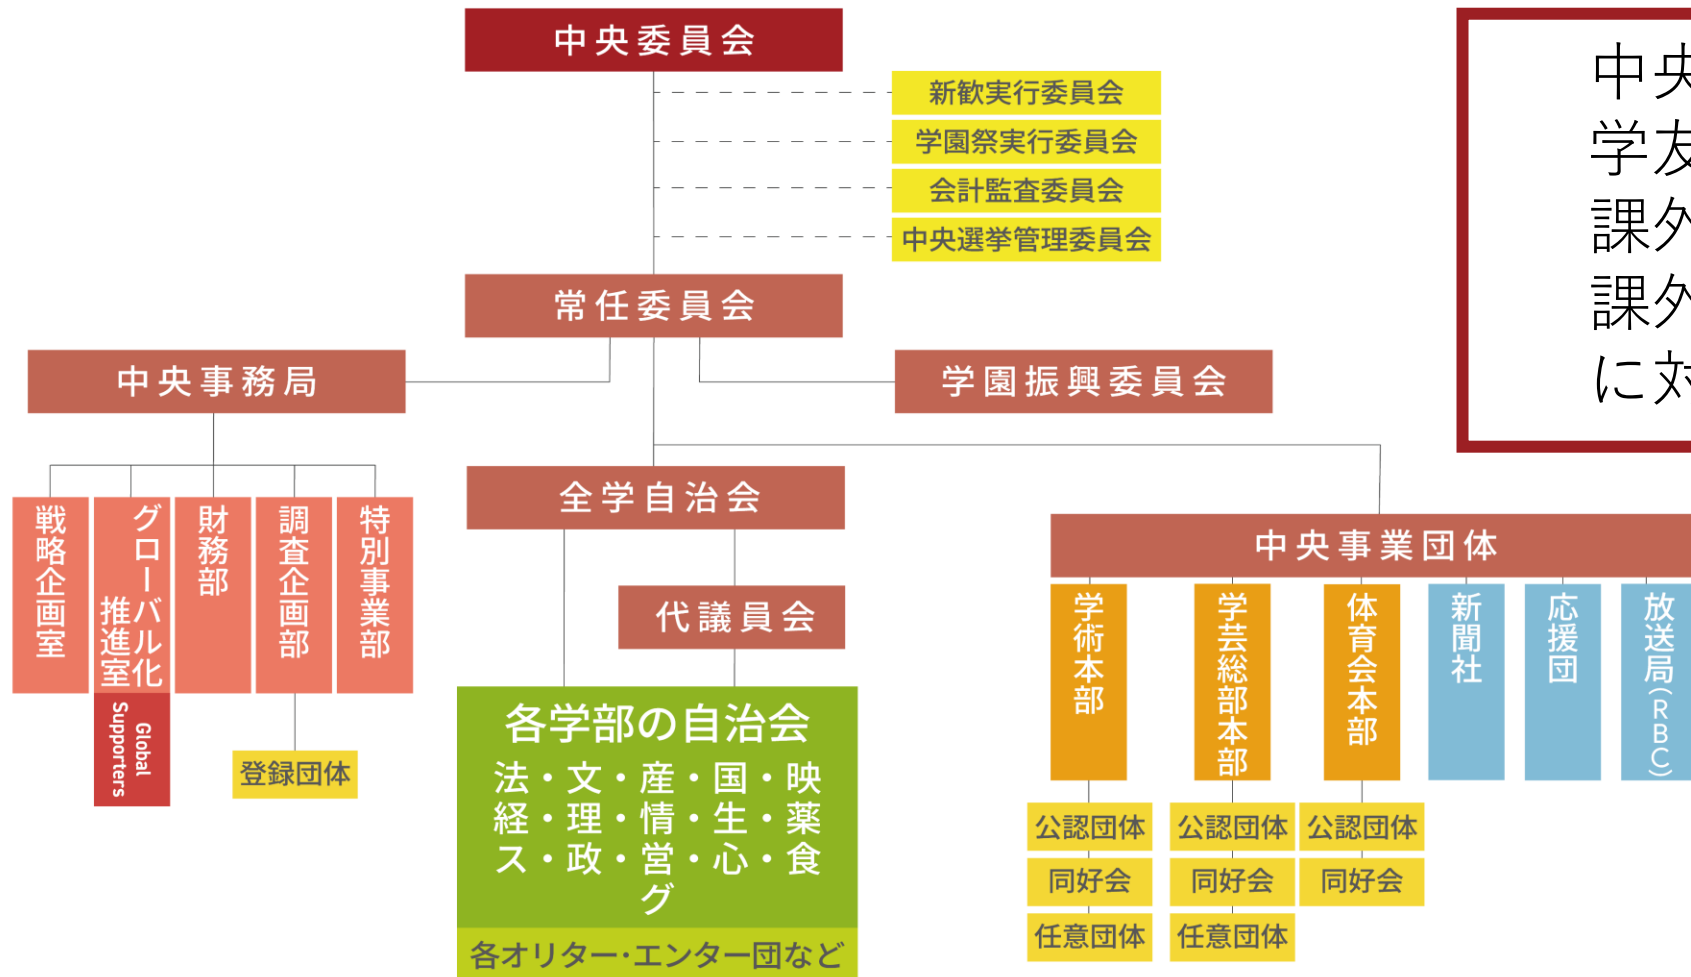 中央委員会
新歓実行委員会
学園祭実行委員会
会計監査委員会
中央選挙管理委員会
常任委員会
中央事務局
学園振興委員会
戦略企画室
グローバル化
推進室
Global
Supporters
財務部
調査企画部
登録団体
特別事業部
全学自治会
代議員会
各学部の自治会
法・文・産・国・映
経・理・情・生・薬
ス・政・営・心・食
グ
各オリター・エンター団など
中央事業団体
学術本部
公認団体
同好会
任意団体
学芸総部本部
公認団体
同好会
任意団体
体育会本部
公認団体
同好会
新聞社
応援団
放送局(RBC)
中央
学友
課外
課外
に対